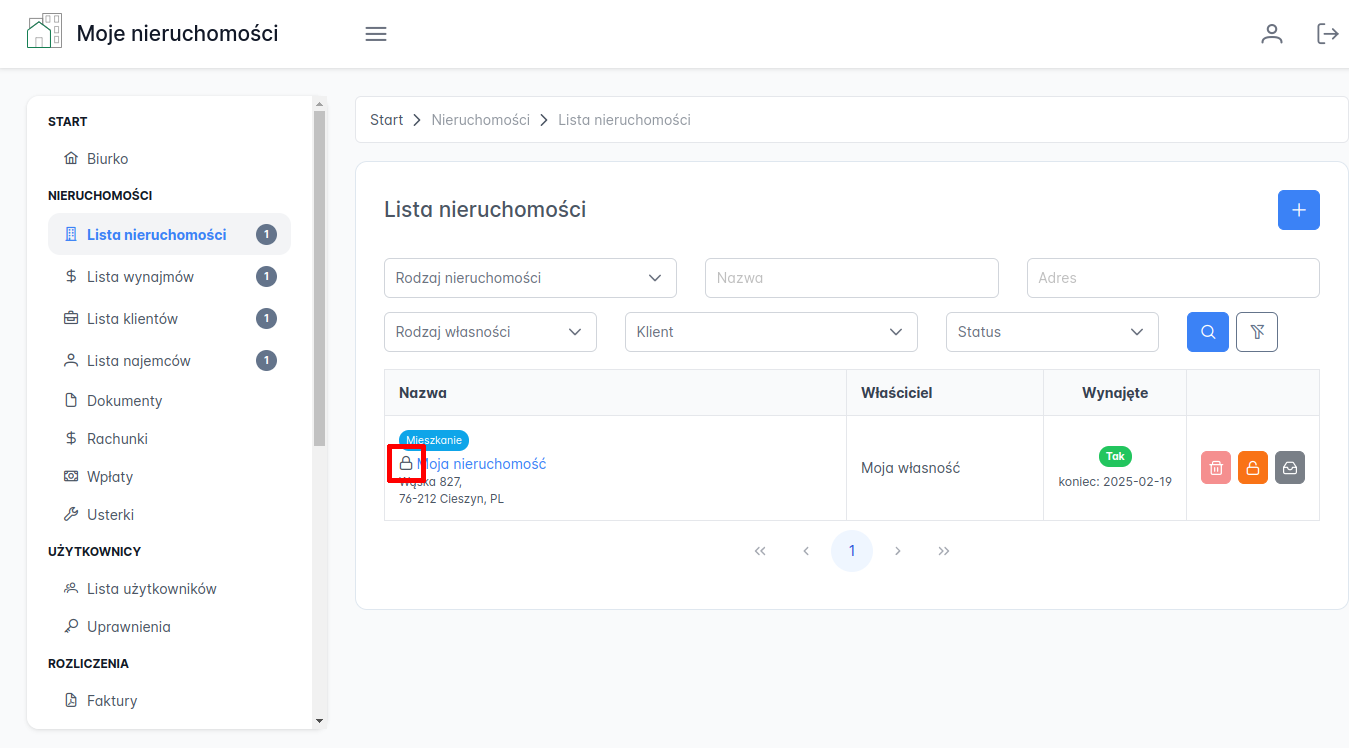 Moje nieruchomości
START
Biurko
NIERUCHOMOŚCI
Lista nieruchomości 1
Lista wynajmów 1
Lista klientów 1
Lista najemców 1
Dokumenty
Rachunki
Wpłaty
Usterki
UŻYTKOWNICY
Lista użytkowników
Uprawnienia
ROZLICZENIA
Faktury
Start > Nieruchomości > Lista nieruchomości
Lista nieruchomości
Rodzaj nieruchomości Nazwa Adres
Rodzaj własności Klient Status
Nazwa Właściciel Wynajęte
Mieszkanie
Moja nieruchomość
Wąska 827,
76-212 Cieszyn, PL
Moja własność
Tak
koniec: 2025-02-19
« ‹ 1 › »